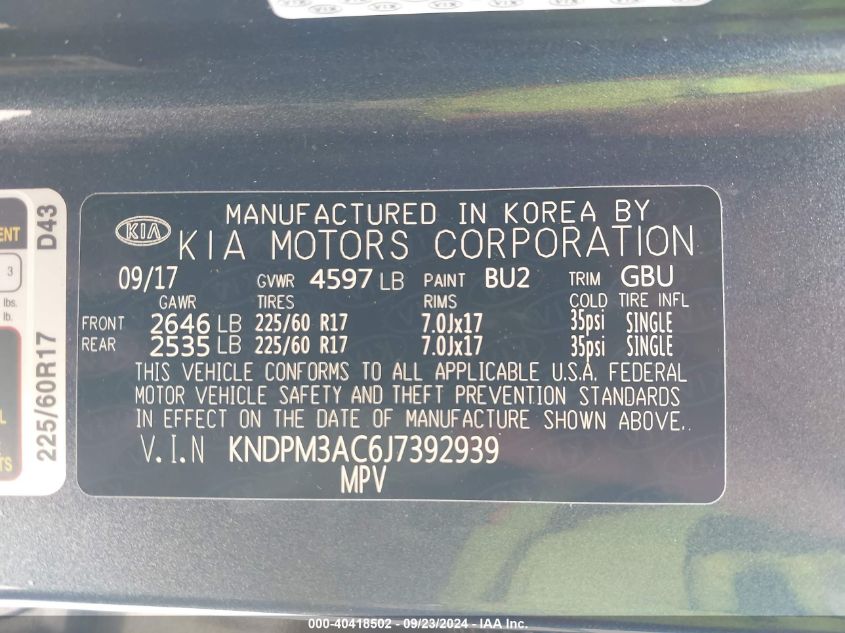 MANUFACTURED IN KOREA BY
KIA KIA MOTORS CORPORATION
09/17 GVWR 4597 LB PAINT BU2 TRIM GBU
GAWR TIRES RIMS COLD TIRE INFL
FRONT 2646 LB 225/60 R17 7.0Jx17 35psi SINGLE
REAR 2535 LB 225/60 R17 7.0Jx17 35psi SINGLE
THIS VEHICLE CONFORMS TO ALL APPLICABLE U.S.A. FEDERAL
MOTOR VEHICLE SAFETY AND THEFT PREVENTION STANDARDS
IN EFFECT ON THE DATE OF MANUFACTURE SHOWN ABOVE..
V.I.N KNDPM3AC6J7392939
MPV
225/60R17 D43
3
lbs.
lb.
000-40418502 - 09/23/2024 - IAA Inc.